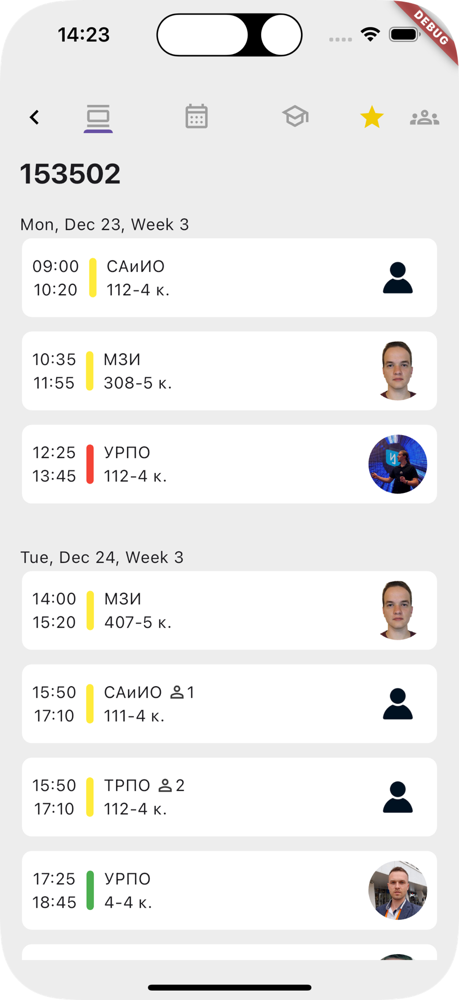 14:23
DEBUG
153502
Mon, Dec 23, Week 3
09:00 САиИО
10:20 112-4 к.
10:35 МЗИ
11:55 308-5 к.
12:25 УРПО
13:45 112-4 к.
Tue, Dec 24, Week 3
14:00 МЗИ
15:20 407-5 к.
15:50 САиИО 1
17:10 111-4 к.
15:50 ТРПО 2
17:10 112-4 к.
17:25 УРПО
18:45 4-4 к.